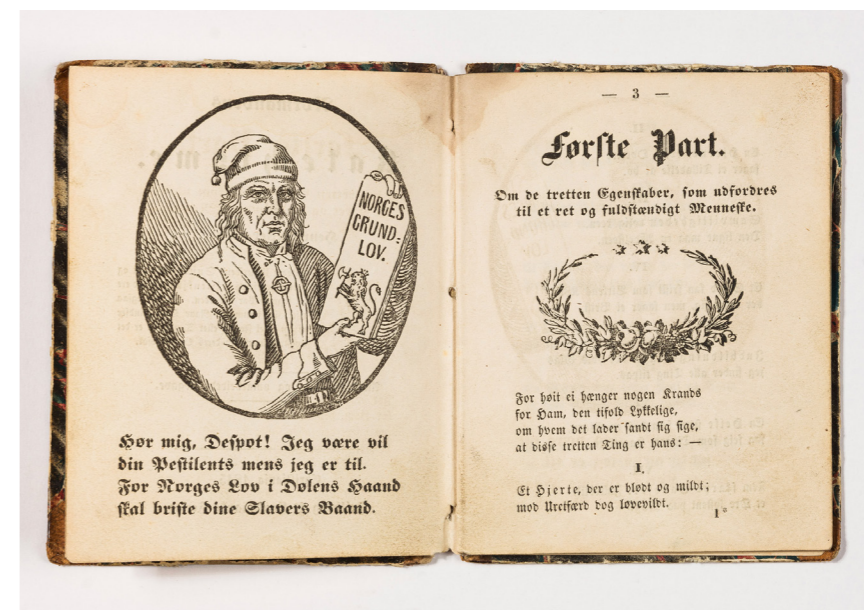 NORGES
GRUND:
LOV.
Hør mig, Despot! Jeg være vil
din Pestilents mens jeg er til.
For Norges Lov i Dølens Haand
skal briste dine Slavers Baand.
— 3 —
Første Part.
Om de tretten Egenskaber, som udfordres
til et ret og fuldstændigt Menneske.
For høit ei hænger nogen Krands
for Ham, den tifold Lykkelige,
om hvem det lader sandt sig sige,
at disse tretten Ting er hans: —
I.
Et Hjerte, der er blødt og mildt;
mod Uretfærd dog løvevildt.
1*